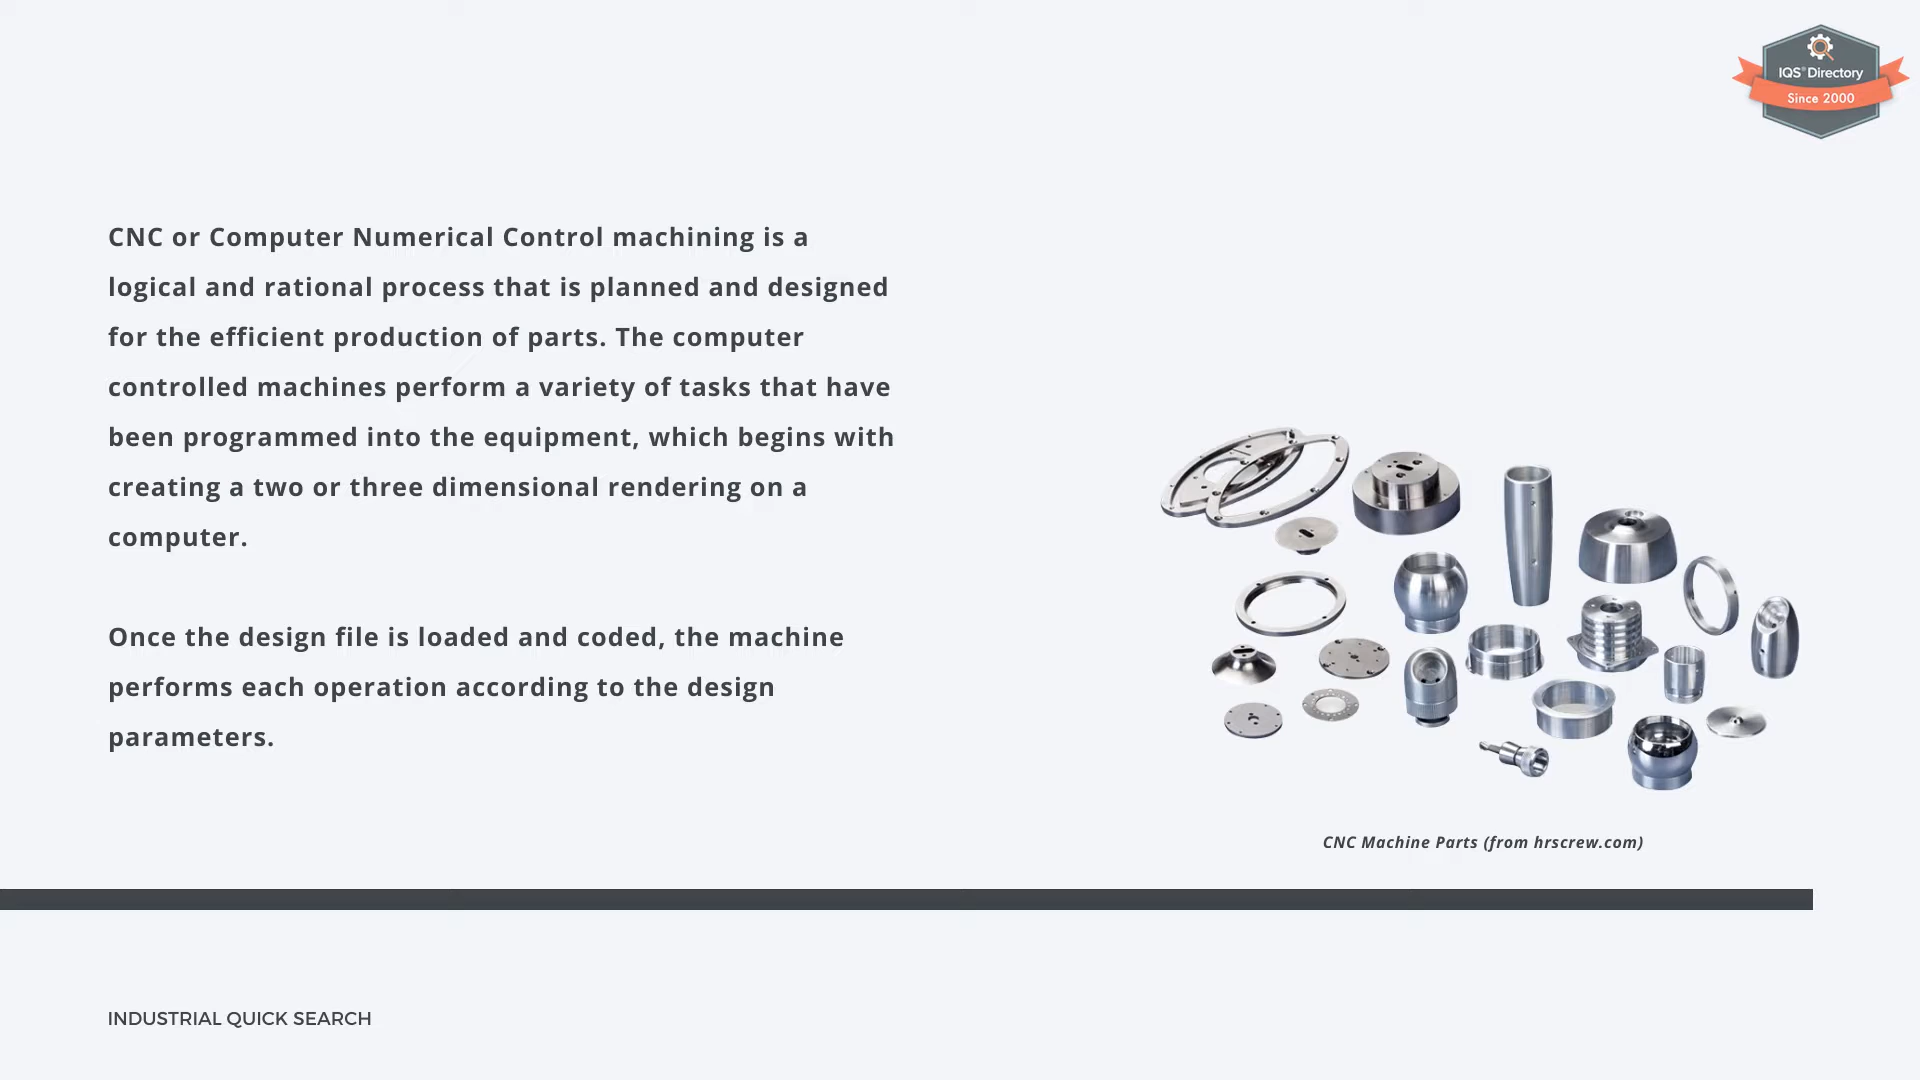 IQS® Directory
Since 2000
CNC or Computer Numerical Control machining is a
logical and rational process that is planned and designed
for the efficient production of parts. The computer
controlled machines perform a variety of tasks that have
been programmed into the equipment, which begins with
creating a two or three dimensional rendering on a
computer.
Once the design file is loaded and coded, the machine
performs each operation according to the design
parameters.
CNC Machine Parts (from hrscrew.com)
INDUSTRIAL QUICK SEARCH